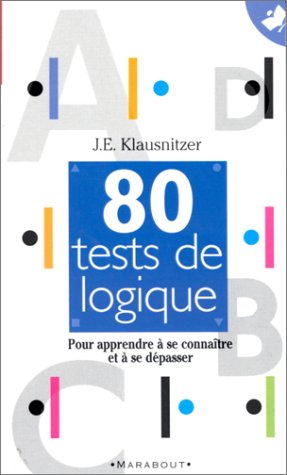 A
D
J.E. Klausnitzer
80
tests de
logique
Pour apprendre à se connaître
et à se dépasser
B
C
• MARABOUT •